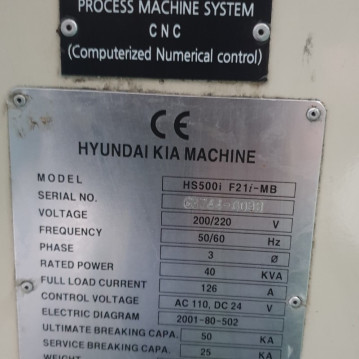 PROCESS MACHINE SYSTEM
CNC
(Computerized Numerical control)
CE
HYUNDAI KIA MACHINE
MODEL HS500i F21i-MB
SERIAL NO.
VOLTAGE 200/220 V
FREQUENCY 50/60 Hz
PHASE 3 Ø
RATED POWER 40 KVA
FULL LOAD CURRENT 126 A
CONTROL VOLTAGE AC 110, DC 24 V
ELECTRIC DIAGRAM 2001-80-502
ULTIMATE BREAKING CAPA. 50 KA
SERVICE BREAKING CAPA. 25 KA
WEIGHT